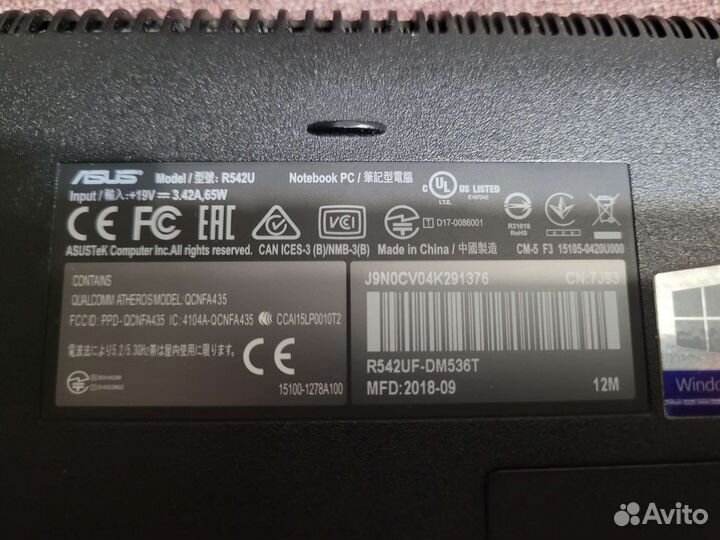 ASUS Model / 型號: R542U Notebook PC / 筆記型電腦
Input / 輸入: +19V⎓ 3.42A,65W
c UL US LISTED
I.T.E. E167243
CE FC EAC VCI T D17-0086001 R31018 RoHS
ASUSTeK Computer Inc.All rights reserved. CAN ICES-3 (B)/NMB-3(B) Made in China / 中國製造 CM-5 F3 15105-0420U000
CONTAINS
QUALCOMM ATHEROS MODEL: QCNFA435
FCC ID: PPD-QCNFA435 IC: 4104A-QCNFA435 CCAI15LP0010T2
電波法により5.2/5.3GHz帯は屋内使用に限ります。
15100-1278A100
J9N0CV04K291376 CN:7J93
R542UF-DM536T
MFD:2018-09 12M
Windo
Avito